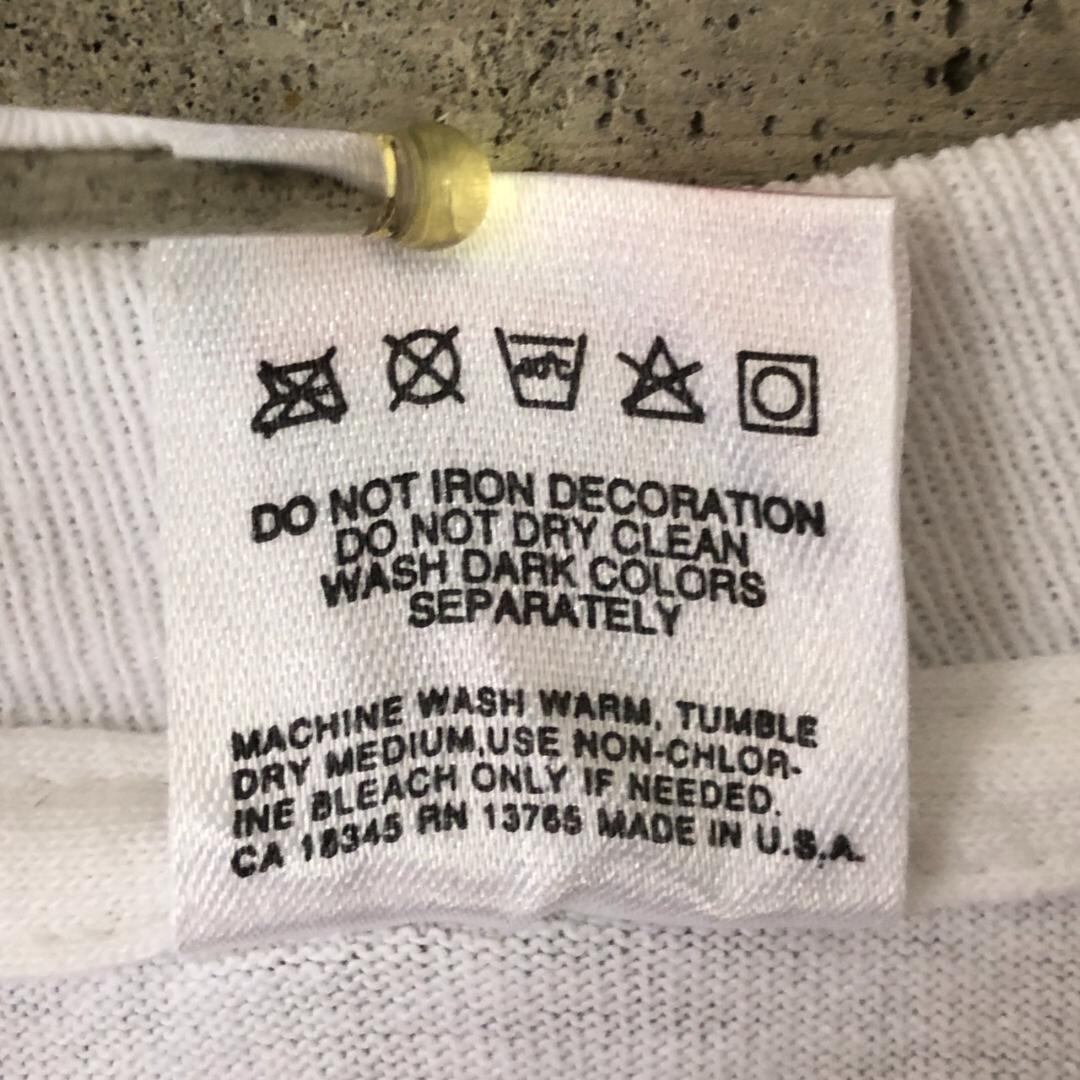 40°C
DO NOT IRON DECORATION
DO NOT DRY CLEAN
WASH DARK COLORS
SEPARATELY
MACHINE WASH WARM, TUMBLE
DRY MEDIUM.USE NON-CHLOR-
INE BLEACH ONLY IF NEEDED.
CA 18345 RN 13765 MADE IN U.S.A.